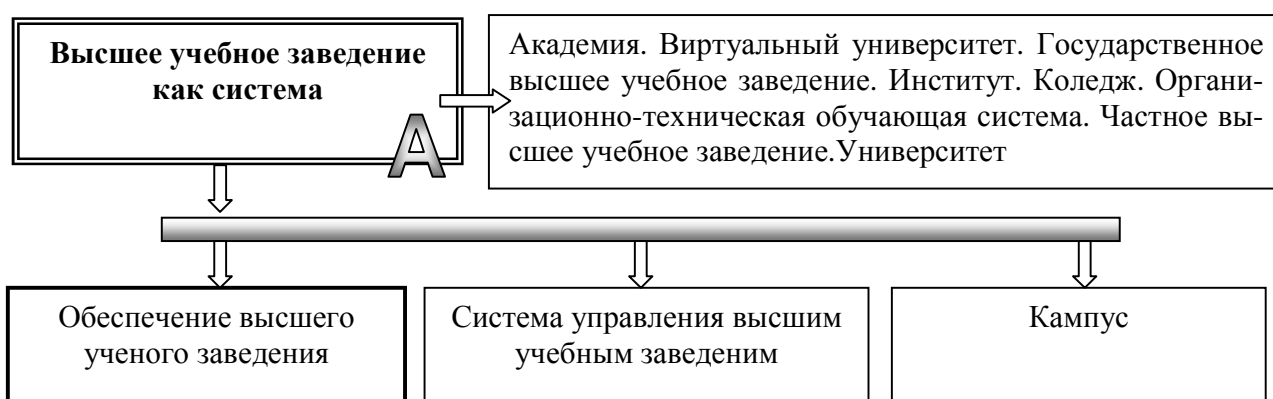 Высшее учебное заведение
как система
А
Академия. Виртуальный университет. Государственное
высшее учебное заведение. Институт. Коледж. Органи-
зационно-техническая обучающая система. Частное вы-
сшее учебное заведение.Университет
Обеспечение высшего
ученого заведения
Система управления высшим
учебным заведеним
Кампус